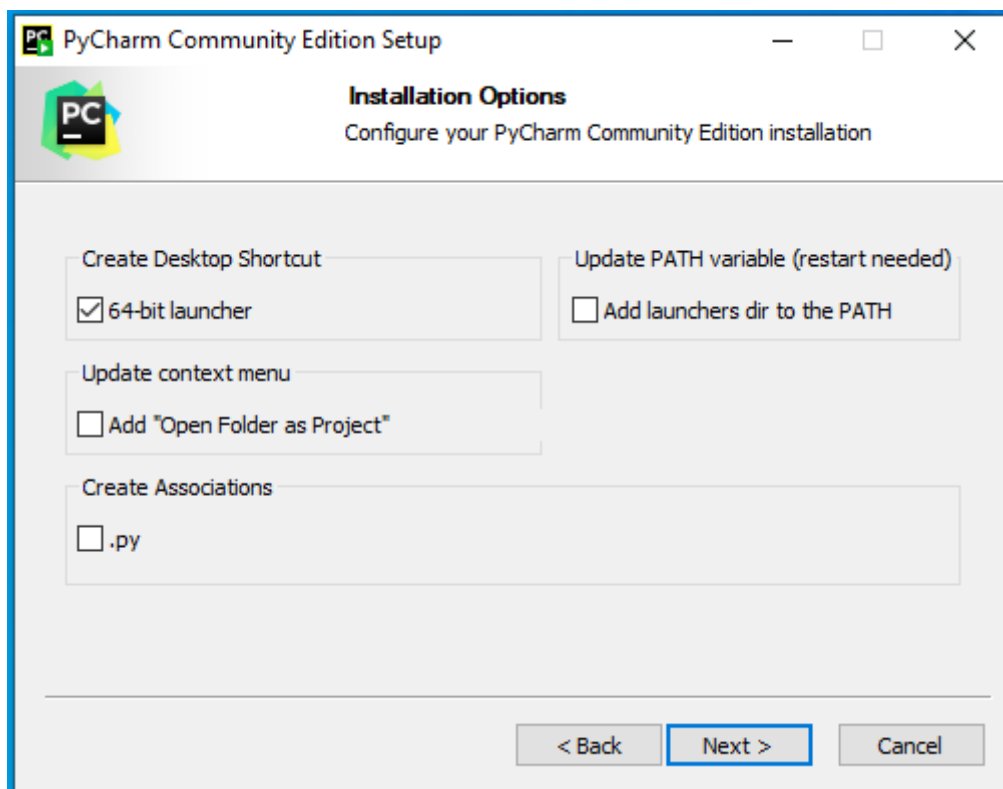 PyCharm Community Edition Setup
PC
Installation Options
Configure your PyCharm Community Edition installation
Create Desktop Shortcut
64-bit launcher
Update PATH variable (restart needed)
Add launchers dir to the PATH
Update context menu
Add "Open Folder as Project"
Create Associations
.py
< Back
Next >
Cancel